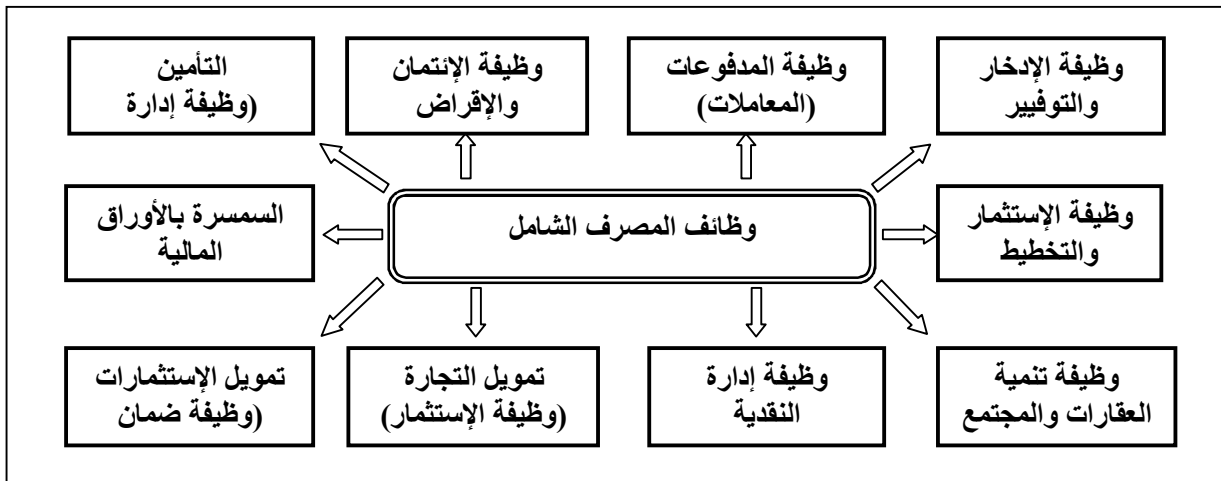 وظيفة الإدخار
والتوفيير
وظيفة المدفوعات
(المعاملات)
وظيفة الإئتمان
والإقراض
التأمين
(وظيفة إدارة
وظائف المصرف الشامل
وظيفة الإستثمار
والتخطيط
السمسرة بالأوراق
المالية
وظيفة تنمية
العقارات والمجتمع
وظيفة إدارة
النقدية
تمويل التجارة
(وظيفة الإستثمار)
تمويل الإستثمارات
(وظيفة ضمان